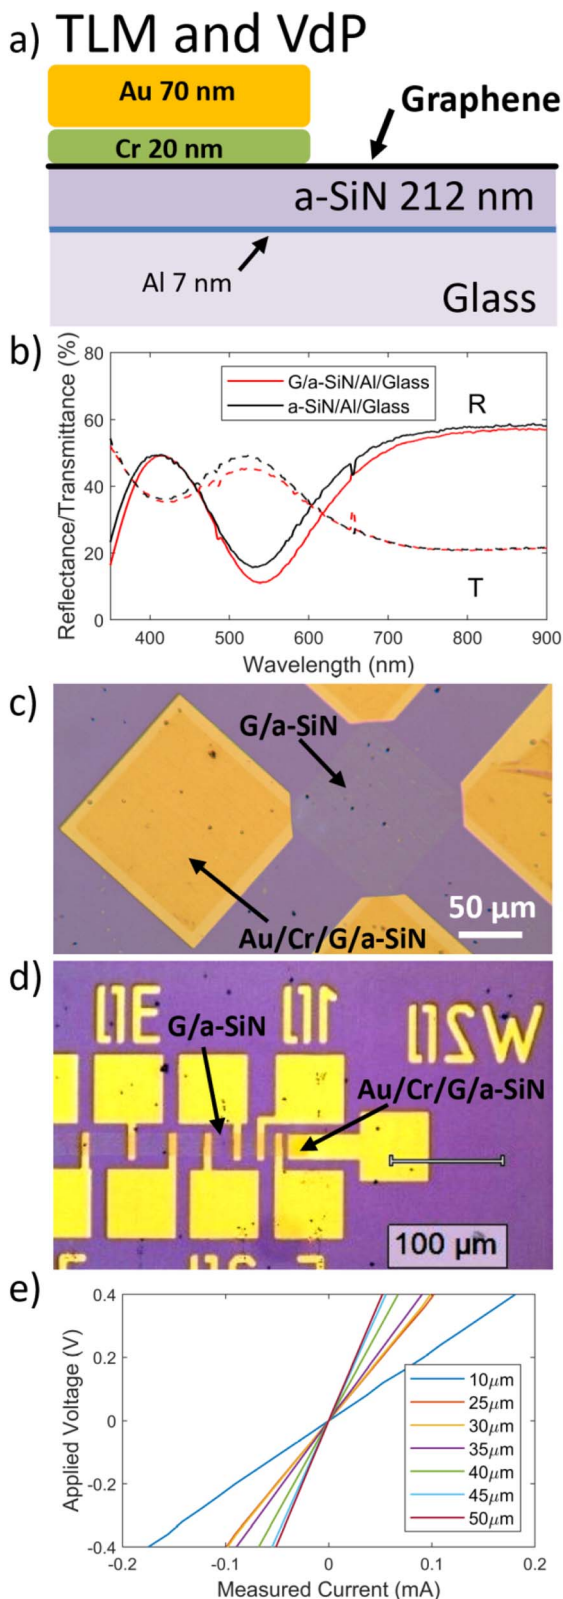 a) TLM and VdP
Au 70 nm
Graphene
Cr 20 nm
a-SiN 212 nm
Al 7 nm
Glass
b)
80
60
40
20
0
Reflectance/Transmittance (%)
G/a-SiN/Al/Glass
a-SiN/Al/Glass
R
T
400 500 600 700 800 900
Wavelength (nm)
c)
G/a-SiN
Au/Cr/G/a-SiN
50 μm
d)
G/a-SiN
Au/Cr/G/a-SiN
100 μm
e)
0.4
0.2
0
-0.2
-0.4
Applied Voltage (V)
10μm
25μm
30μm
35μm
40μm
45μm
50μm
-0.2 -0.1 0 0.1 0.2
Measured Current (mA)